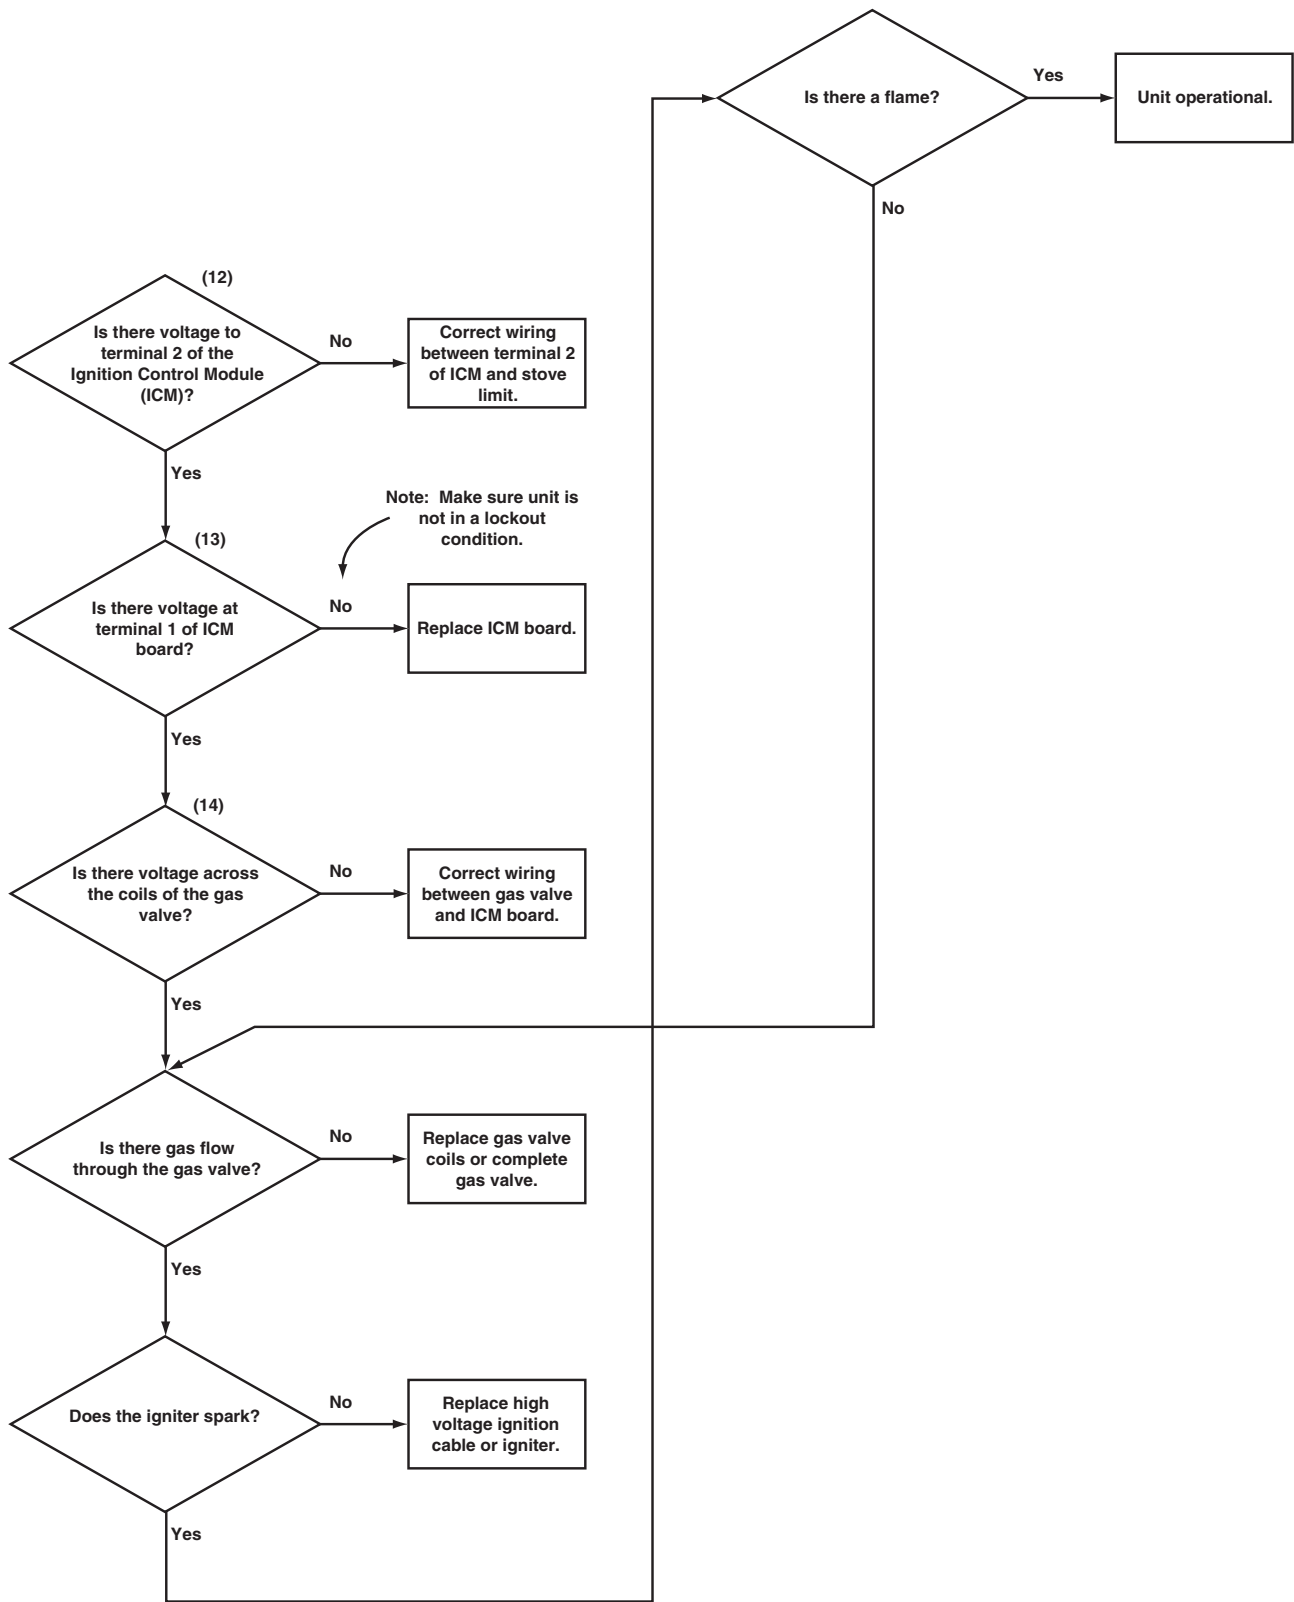 Is there a flame?
Yes
Unit operational.
No
(12)
Is there voltage to
terminal 2 of the
Ignition Control Module
(ICM)?
No
Correct wiring
between terminal 2
of ICM and stove
limit.
Yes
Note: Make sure unit is
not in a lockout
condition.
(13)
Is there voltage at
terminal 1 of ICM
board?
No
Replace ICM board.
Yes
(14)
Is there voltage across
the coils of the gas
valve?
No
Correct wiring
between gas valve
and ICM board.
Yes
Is there gas flow
through the gas valve?
No
Replace gas valve
coils or complete
gas valve.
Yes
Does the igniter spark?
No
Replace high
voltage ignition
cable or igniter.
Yes